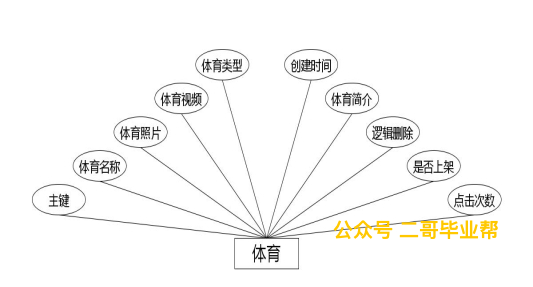 体育类型
创建时间
体育视频
体育简介
体育照片
逻辑删除
体育名称
是否上架
主键
点击次数
公众号 二哥毕业帮
体育